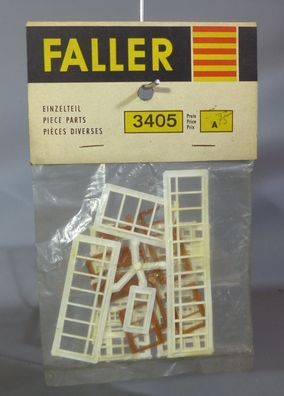 FALLER
EINZELTEIL
PIECE PARTS
PIÈCES DIVERSES
3405
Preis
Price
Prix
A